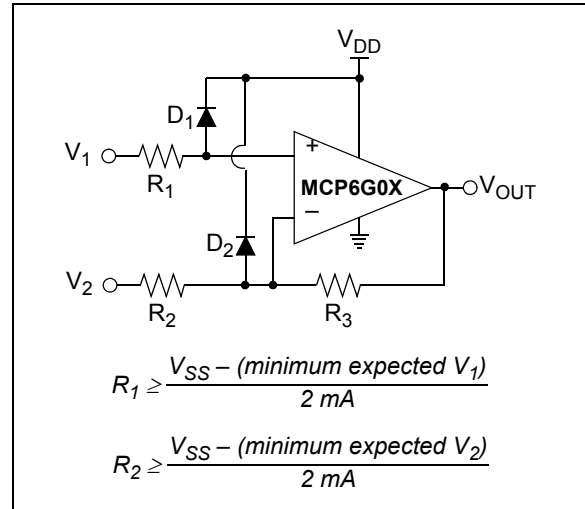 V_DD
D_1
V_1
R_1
+
MCP6G0X
–
V_OUT
D_2
V_2
R_2
R_3
R_1 ≥ V_SS – (minimum expected V_1) / 2 mA
R_2 ≥ V_SS – (minimum expected V_2) / 2 mA